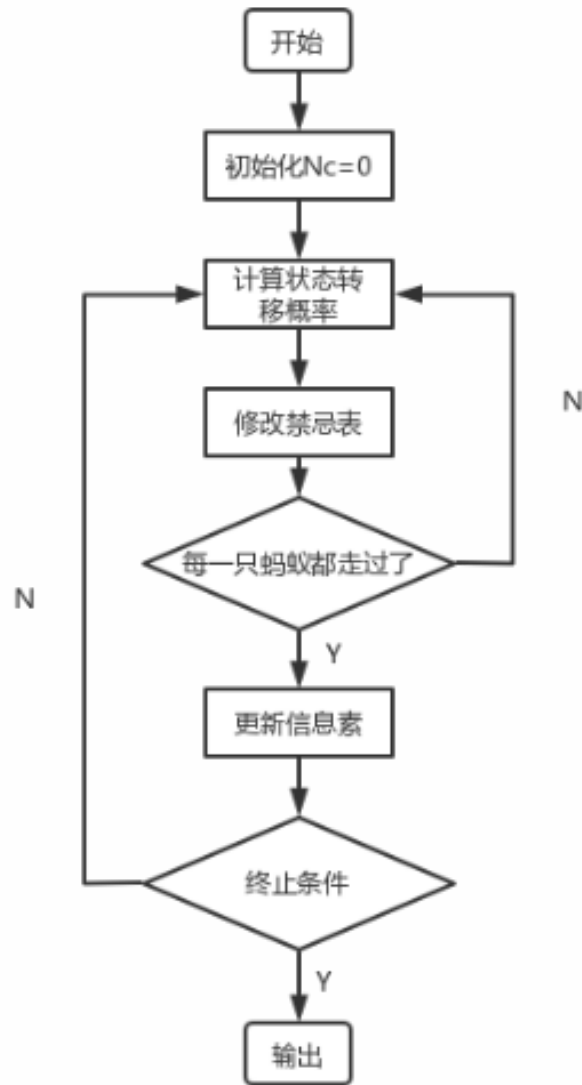 开始
初始化Nc=0
计算状态转
移概率
N
修改禁忌表
每一只蚂蚁都走过了
N
Y
更新信息素
终止条件
Y
输出